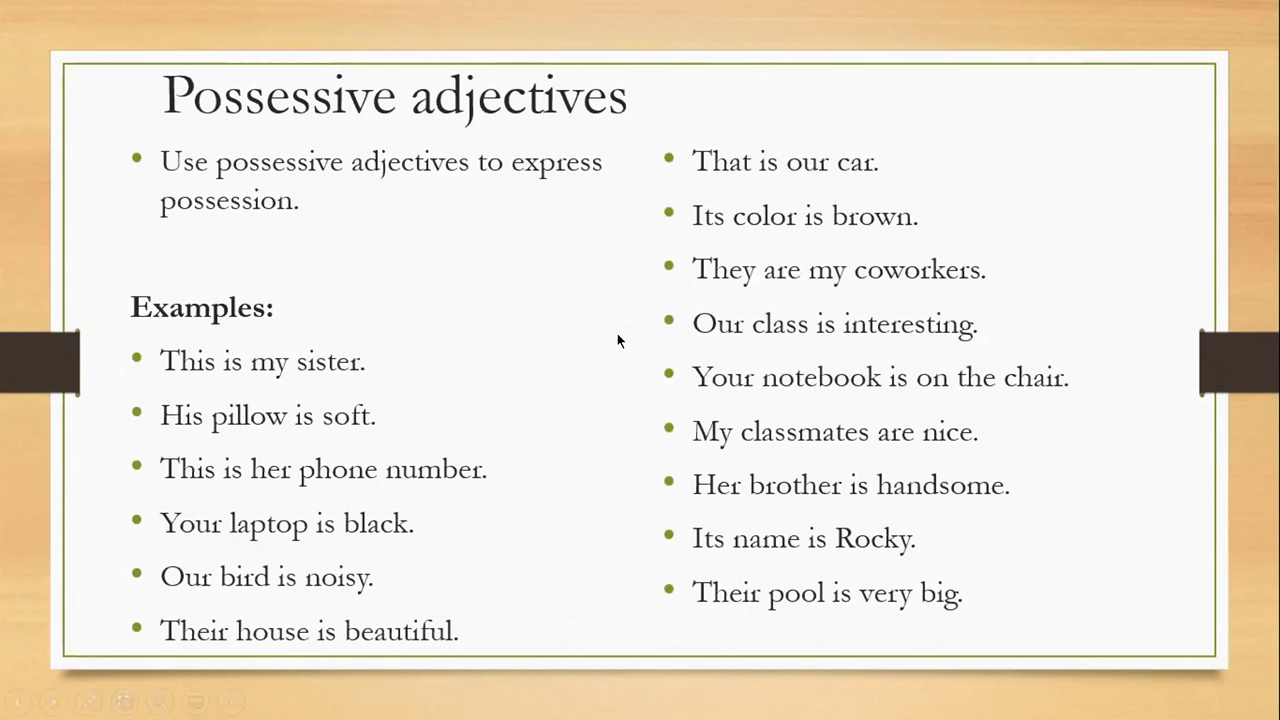 Possessive adjectives
Use possessive adjectives to express
possession.
Examples:
This is my sister.
His pillow is soft.
This is her phone number.
Your laptop is black.
Our bird is noisy.
Their house is beautiful.
That is our car.
Its color is brown.
They are my coworkers.
Our class is interesting.
Your notebook is on the chair.
My classmates are nice.
Her brother is handsome.
Its name is Rocky.
Their pool is very big.